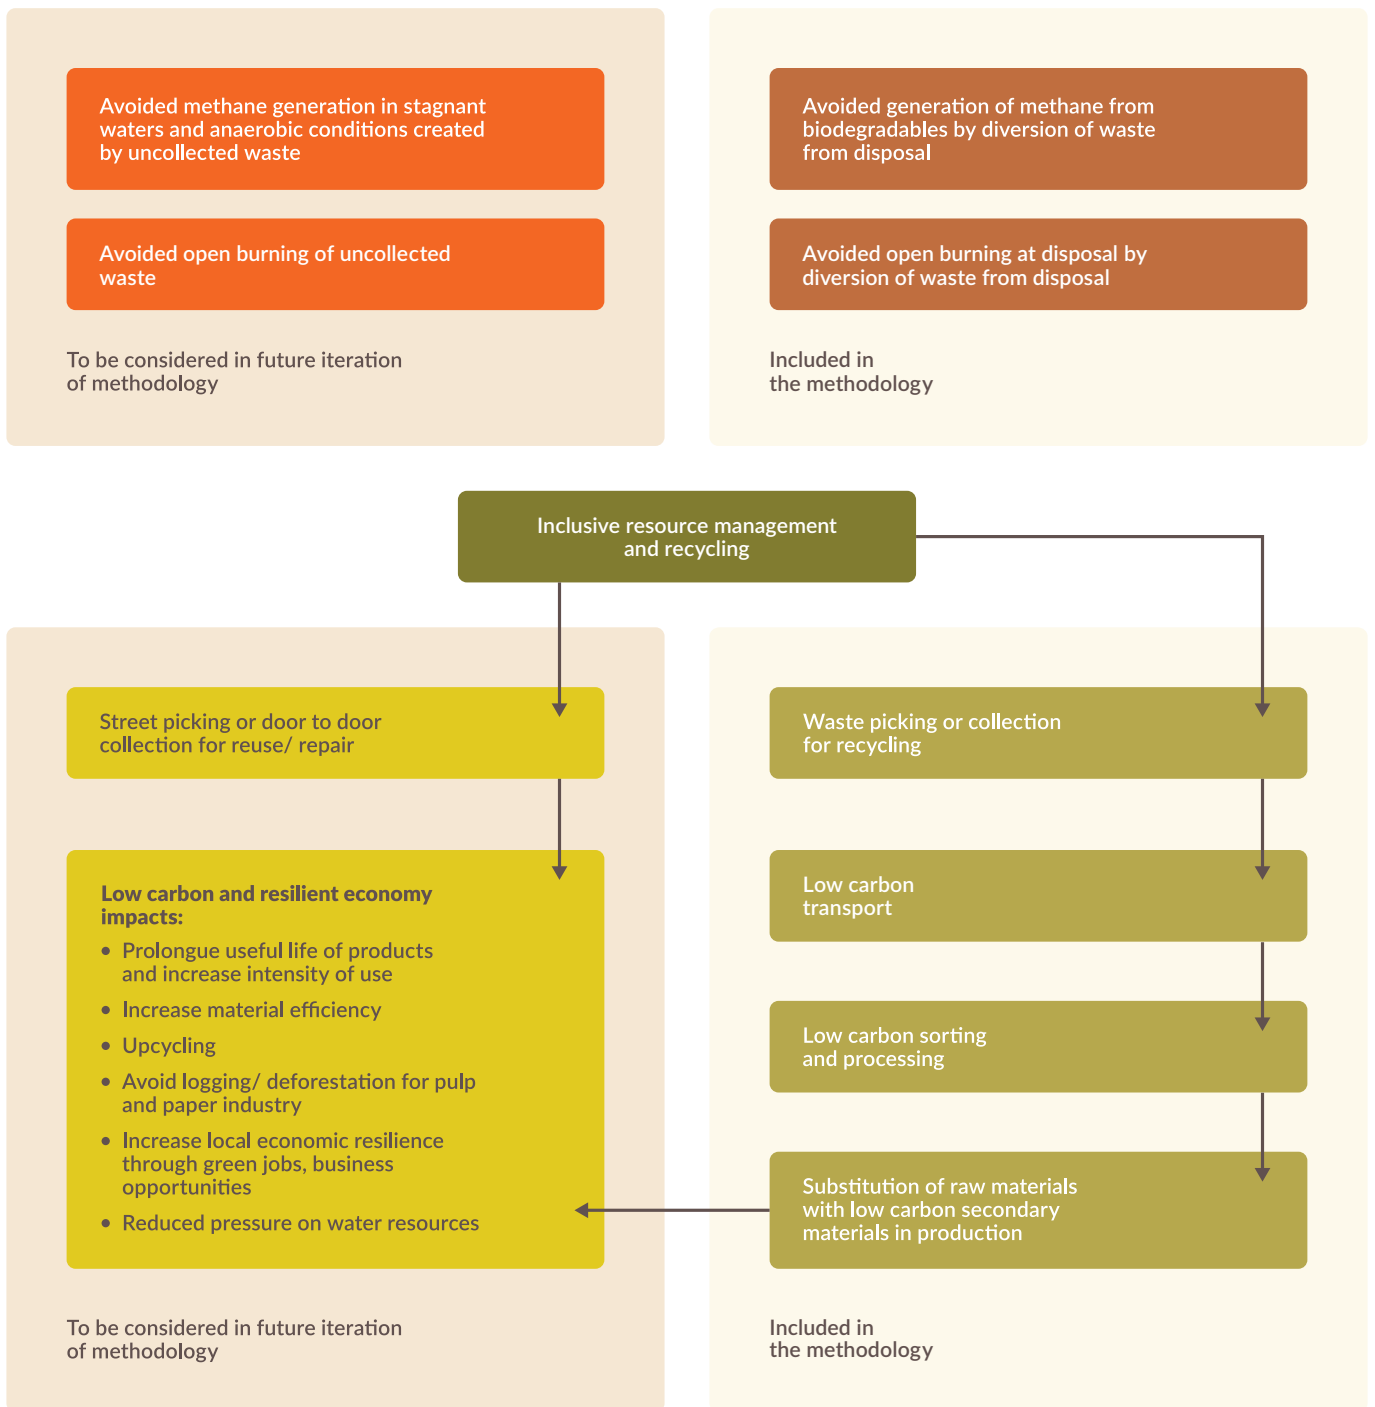 Avoided methane generation in stagnant
waters and anaerobic conditions created
by uncollected waste
Avoided open burning of uncollected
waste
To be considered in future iteration
of methodology
Avoided generation of methane from
biodegradables by diversion of waste
from disposal
Avoided open burning at disposal by
diversion of waste from disposal
Included in
the methodology
Inclusive resource management
and recycling
Street picking or door to door
collection for reuse/ repair
Low carbon and resilient economy
impacts:
• Prolongue useful life of products
and increase intensity of use
• Increase material efficiency
• Upcycling
• Avoid logging/ deforestation for pulp
and paper industry
• Increase local economic resilience
through green jobs, business
opportunities
• Reduced pressure on water resources
To be considered in future iteration
of methodology
Waste picking or collection
for recycling
Low carbon
transport
Low carbon sorting
and processing
Substitution of raw materials
with low carbon secondary
materials in production
Included in
the methodology